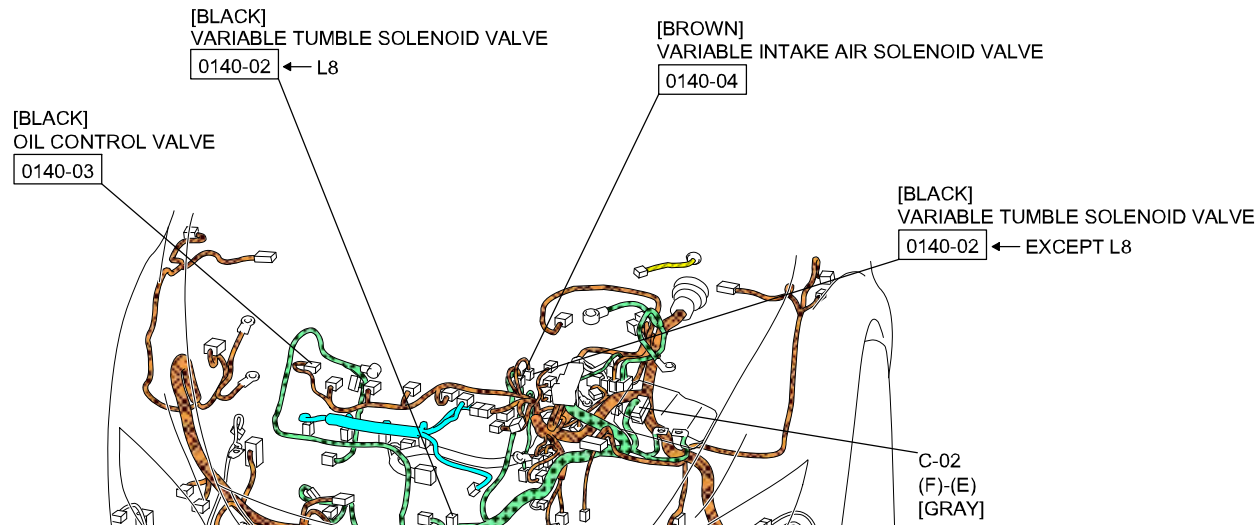 [BLACK]
VARIABLE TUMBLE SOLENOID VALVE
0140-02 ← L8
[BROWN]
VARIABLE INTAKE AIR SOLENOID VALVE
0140-04
[BLACK]
OIL CONTROL VALVE
0140-03
[BLACK]
VARIABLE TUMBLE SOLENOID VALVE
0140-02 ← EXCEPT L8
C-02
(F)-(E)
[GRAY]